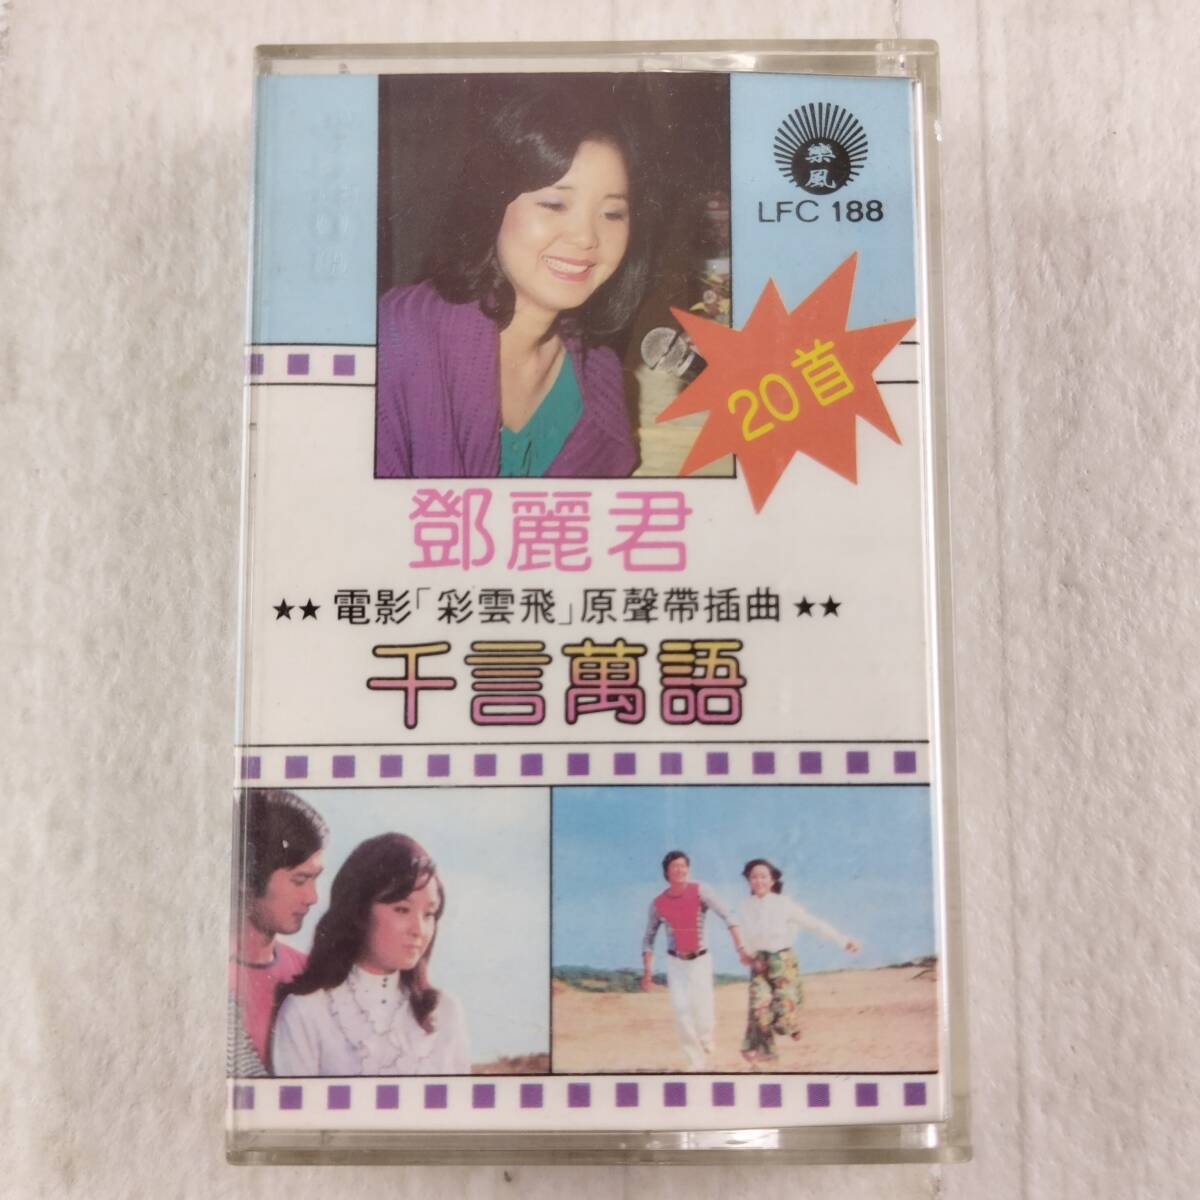 樂風
LFC 188
20首
鄧麗君
★★ 電影「彩雲飛」原聲帶插曲 ★★
千言萬語